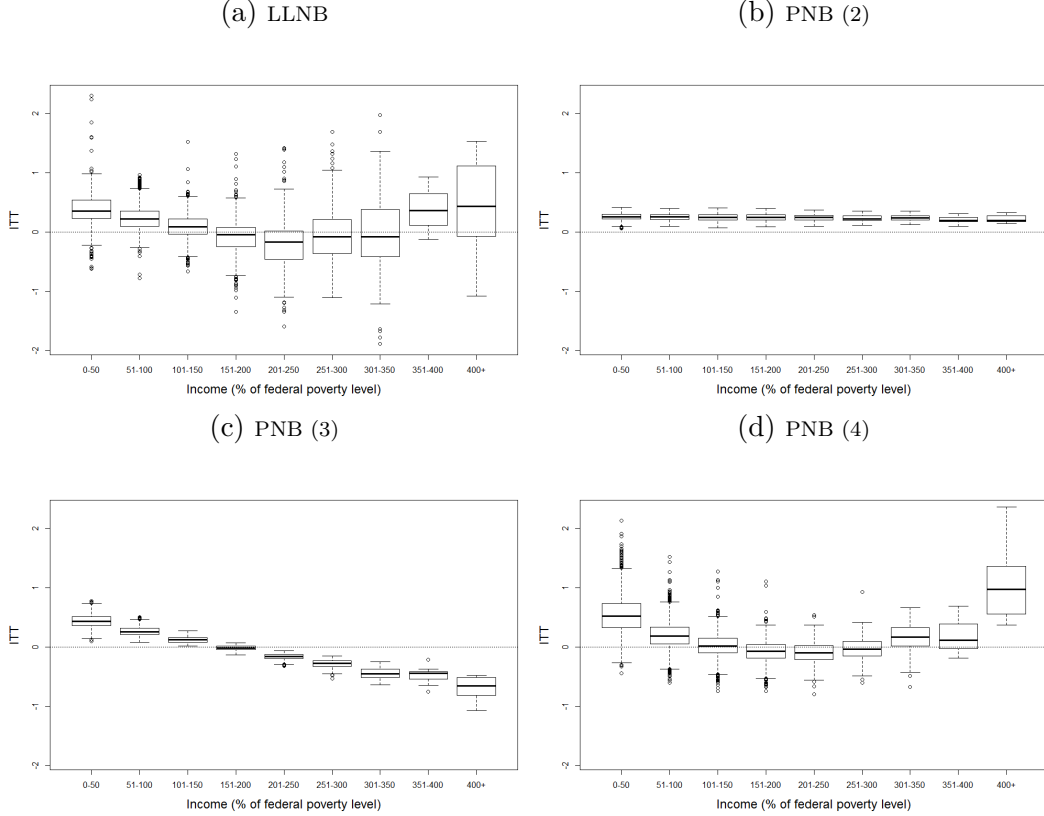 (a) LLNB
(b) PNB (2)
ITT
2
1
0
-1
-2
0-50 51-100 101-150 151-200 201-250 251-300 301-350 351-400 400+
Income (% of federal poverty level)
ITT
2
1
0
-1
-2
0-50 51-100 101-150 151-200 201-250 251-300 301-350 351-400 400+
Income (% of federal poverty level)
(c) PNB (3)
(d) PNB (4)
ITT
2
1
0
-1
-2
0-50 51-100 101-150 151-200 201-250 251-300 301-350 351-400 400+
Income (% of federal poverty level)
ITT
2
1
0
-1
-2
0-50 51-100 101-150 151-200 201-250 251-300 301-350 351-400 400+
Income (% of federal poverty level)